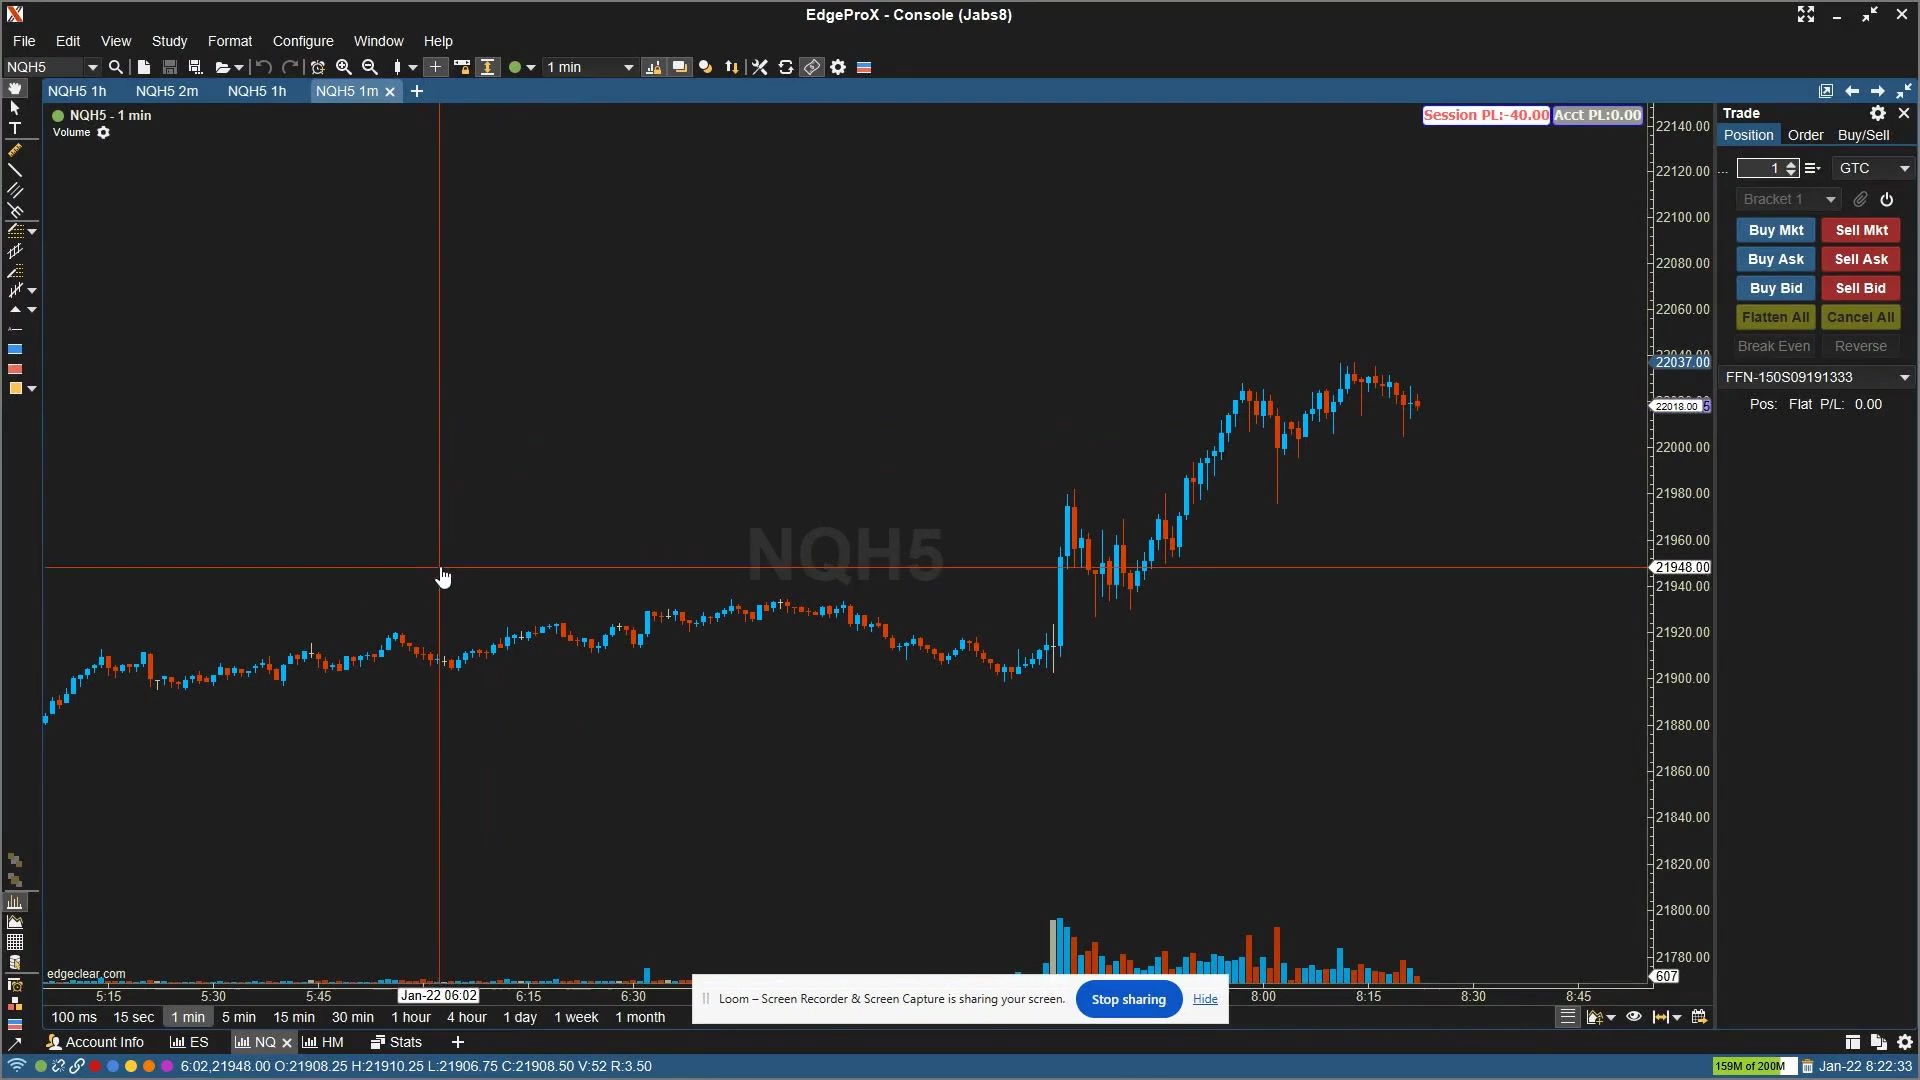 EdgeProX - Console (Jabs8)
File Edit View Study Format Configure Window Help
NQH5 1 min
NQH5 1h NQH5 2m NQH5 1h NQH5 1m
NQH5 - 1 min
Volume
Session PL:-40.00 Acct PL:0.00
22140.00
22120.00
22100.00
22080.00
22060.00
22037.00
22018.00
22000.00
21980.00
21960.00
21948.00
21940.00
21920.00
21900.00
21880.00
21860.00
21840.00
21820.00
21800.00
21780.00
607
NQH5
Trade
Position Order Buy/Sell
... 1 GTC
Bracket 1
Buy Mkt Sell Mkt
Buy Ask Sell Ask
Buy Bid Sell Bid
Flatten All Cancel All
Break Even Reverse
FFN-150S09191333
Pos: Flat P/L: 0.00
edgeclear.com
5:15 5:30 5:45 Jan-22 06:02 6:15 6:30 8:00 8:15 8:30 8:45
Loom – Screen Recorder & Screen Capture is sharing your screen. Stop sharing Hide
100 ms 15 sec 1 min 5 min 15 min 30 min 1 hour 4 hour 1 day 1 week 1 month
Account Info ES NQ HM Stats
6:02,21948.00 O:21908.25 H:21910.25 L:21906.75 C:21908.50 V:52 R:3.50
159M of 200M Jan-22 8:22:33